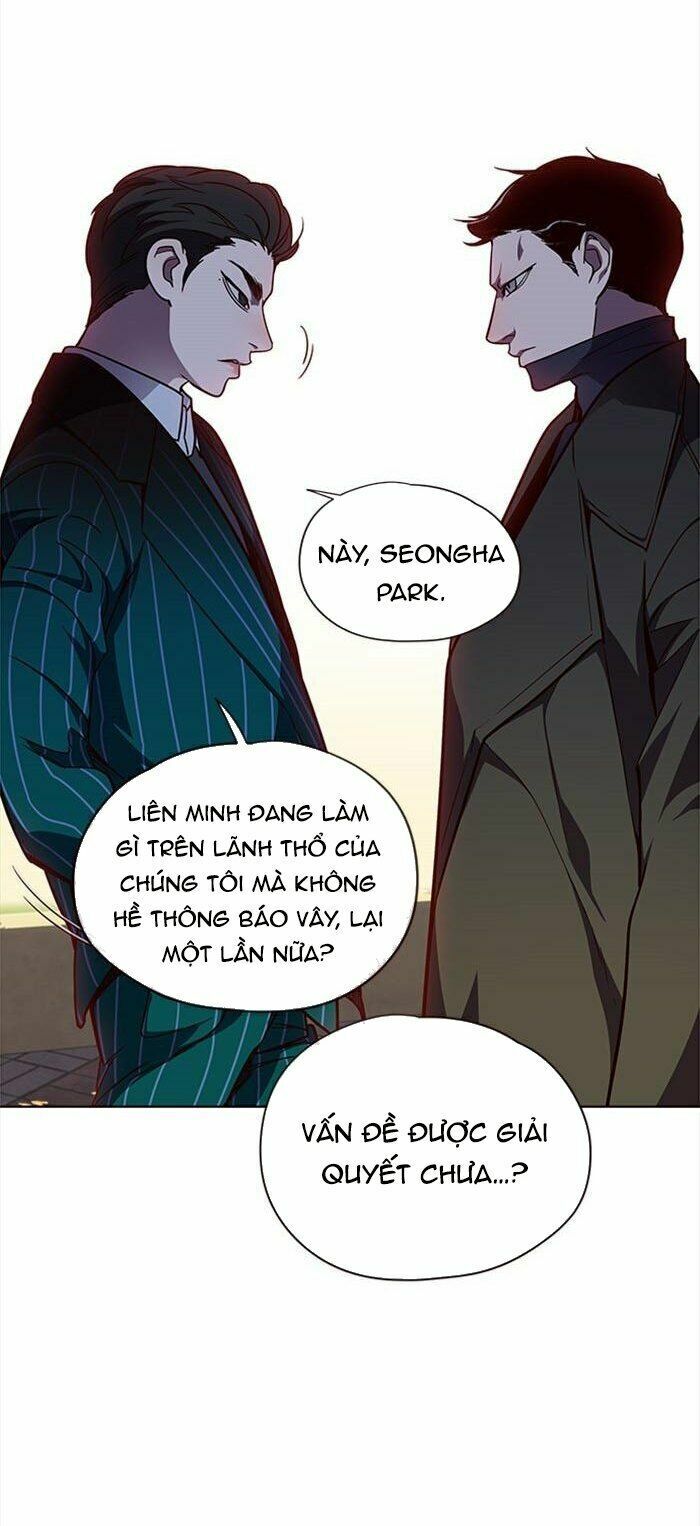 NÀY, SEONGHA
PARK.
LIÊN MINH ĐANG LÀM
GÌ TRÊN LÃNH THỔ CỦA
CHÚNG TÔI MÀ KHÔNG
HỀ THÔNG BÁO VÂY, LẠI
MỘT LẦN NỮA?
VẤN ĐỀ ĐƯỢC GIẢI
QUYẾT CHƯA...?